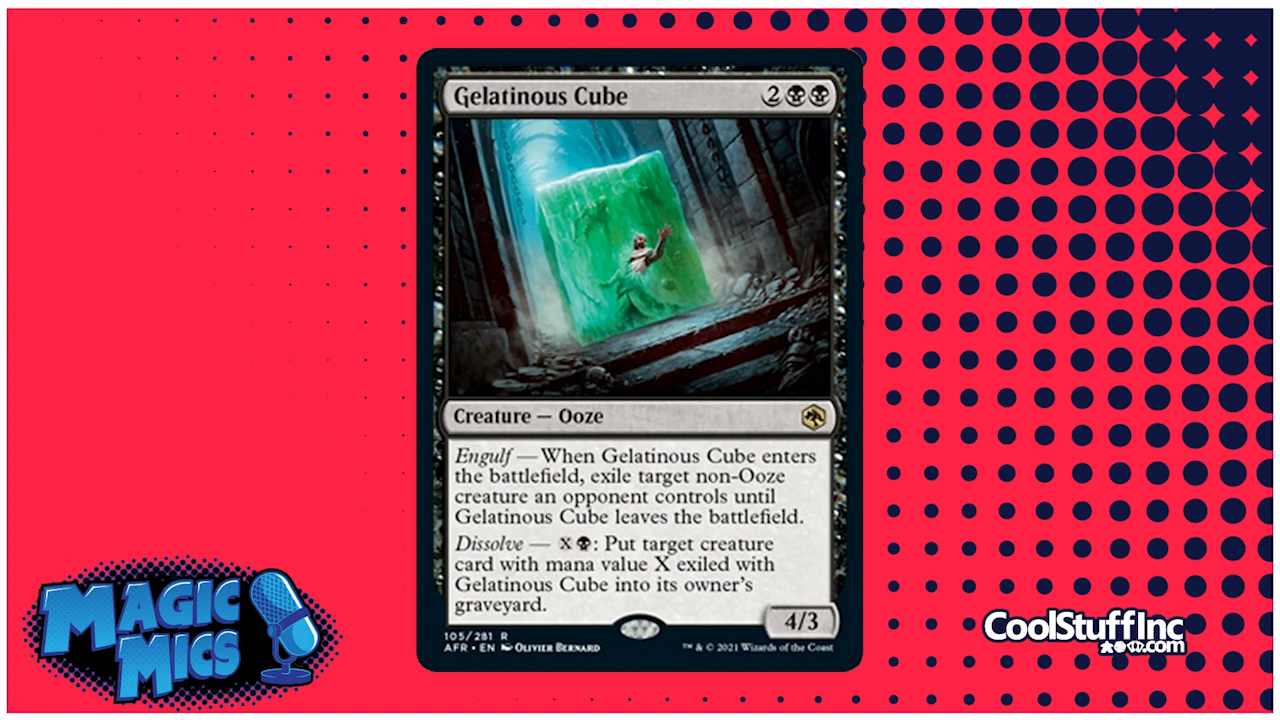 Gelatinous Cube 2
Creature — Ooze
Engulf — When Gelatinous Cube enters
the battlefield, exile target non-Ooze
creature an opponent controls until
Gelatinous Cube leaves the battlefield.
Dissolve — X : Put target creature
card with mana value X exiled with
Gelatinous Cube into its owner's
graveyard.
4/3
105/281 R
AFR • EN OLIVIER BERNARD
™ & © 2021 Wizards of the Coast
MAGIC
MICS
CoolStuffInc
.com